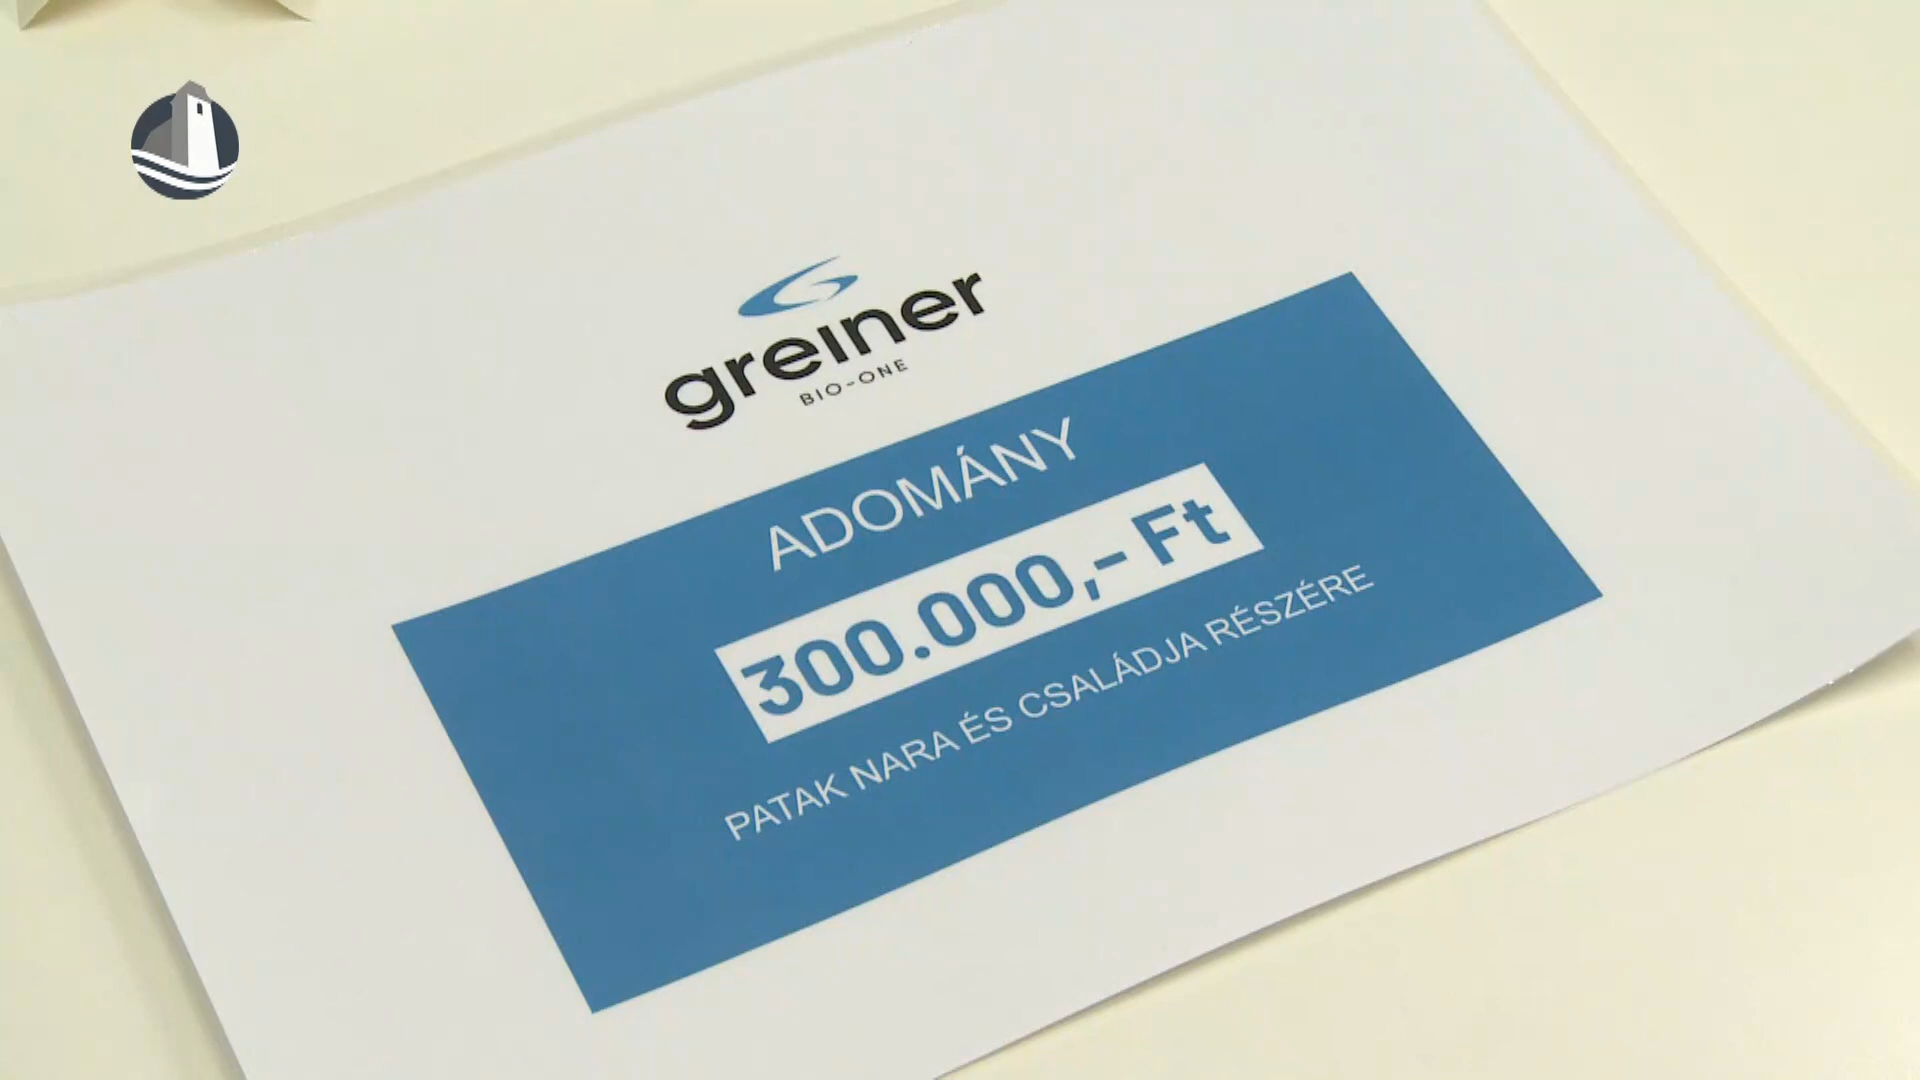 greiner
BIO-ONE
ADOMÁNY
300.000,- Ft
PATAK NARA ÉS CSALÁDJA RÉSZÉRE